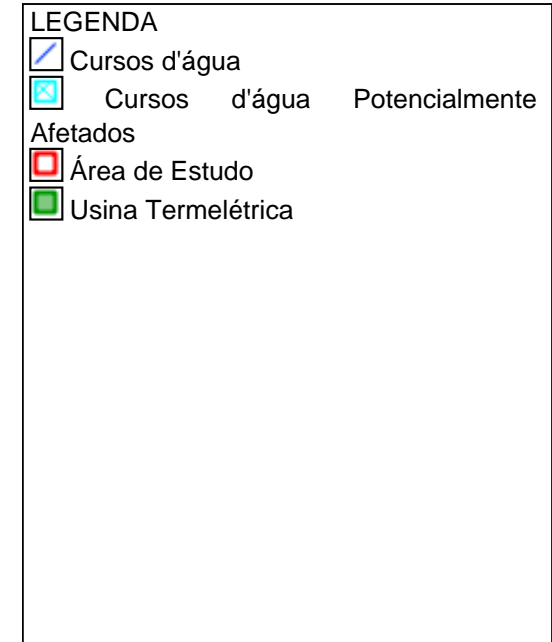 LEGENDA
Cursos d'água
Cursos d'água Potencialmente
Afetados
Área de Estudo
Usina Termelétrica